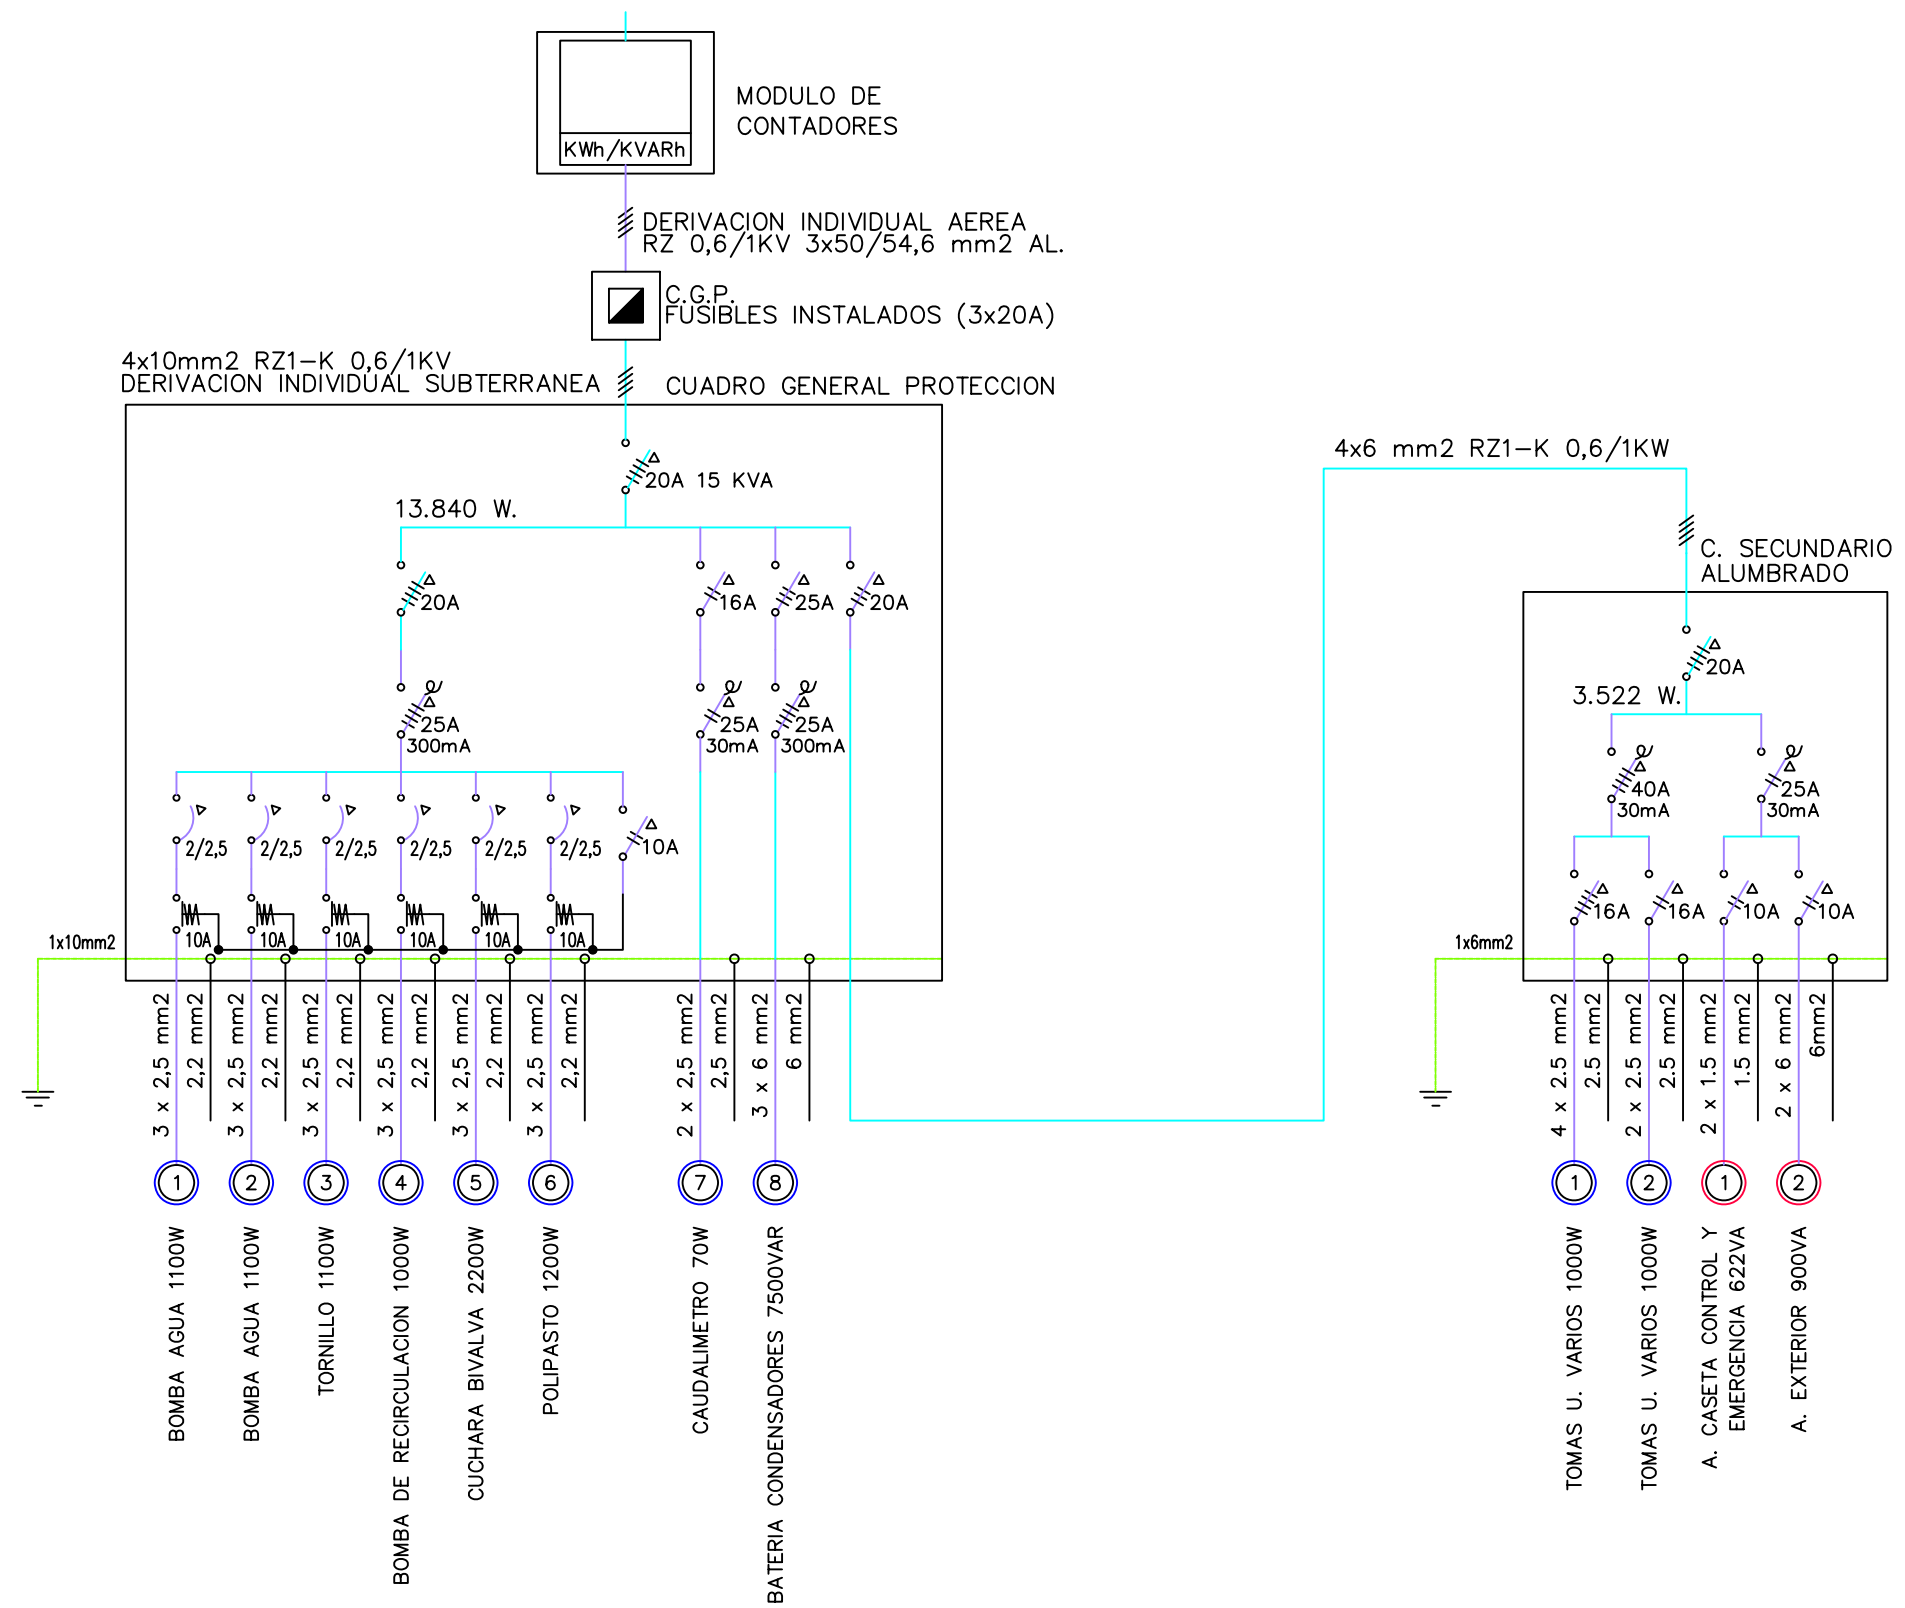 MODULO DE
CONTADORES
KWh/KVARh
DERIVACION INDIVIDUAL AEREA
RZ 0,6/1KV 3x50/54,6 mm2 AL.
C.G.P.
FUSIBLES INSTALADOS (3x20A)
4x10mm2 RZ1-K 0,6/1KV
DERIVACION INDIVIDUAL SUBTERRANEA
CUADRO GENERAL PROTECCION
20A 15 KVA
13.840 W.
20A
16A
25A
20A
25A
300mA
25A
30mA
25A
300mA
2/2,5
2/2,5
2/2,5
2/2,5
2/2,5
2/2,5
10A
10A
10A
10A
10A
10A
10A
1x10mm2
3 x 2,5 mm2
2,2 mm2
3 x 2,5 mm2
2,2 mm2
3 x 2,5 mm2
2,2 mm2
3 x 2,5 mm2
2,2 mm2
3 x 2,5 mm2
2,2 mm2
3 x 2,5 mm2
2,2 mm2
2 x 2,5 mm2
2,5 mm2
3 x 6 mm2
6 mm2
1
2
3
4
5
6
7
8
BOMBA AGUA 1100W
BOMBA AGUA 1100W
TORNILLO 1100W
BOMBA DE RECIRCULACION 1000W
CUCHARA BIVALVA 2200W
POLIPASTO 1200W
CAUDALIMETRO 70W
BATERIA CONDENSADORES 7500VAR
4x6 mm2 RZ1-K 0,6/1KW
C. SECUNDARIO
ALUMBRADO
20A
3.522 W.
40A
30mA
25A
30mA
16A
16A
10A
10A
1x6mm2
4 x 2.5 mm2
2.5 mm2
2 x 2.5 mm2
2.5 mm2
2 x 1.5 mm2
1.5 mm2
2 x 6 mm2
6mm2
1
2
1
2
TOMAS U. VARIOS 1000W
TOMAS U. VARIOS 1000W
A. CASETA CONTROL Y
EMERGENCIA 622VA
A. EXTERIOR 900VA